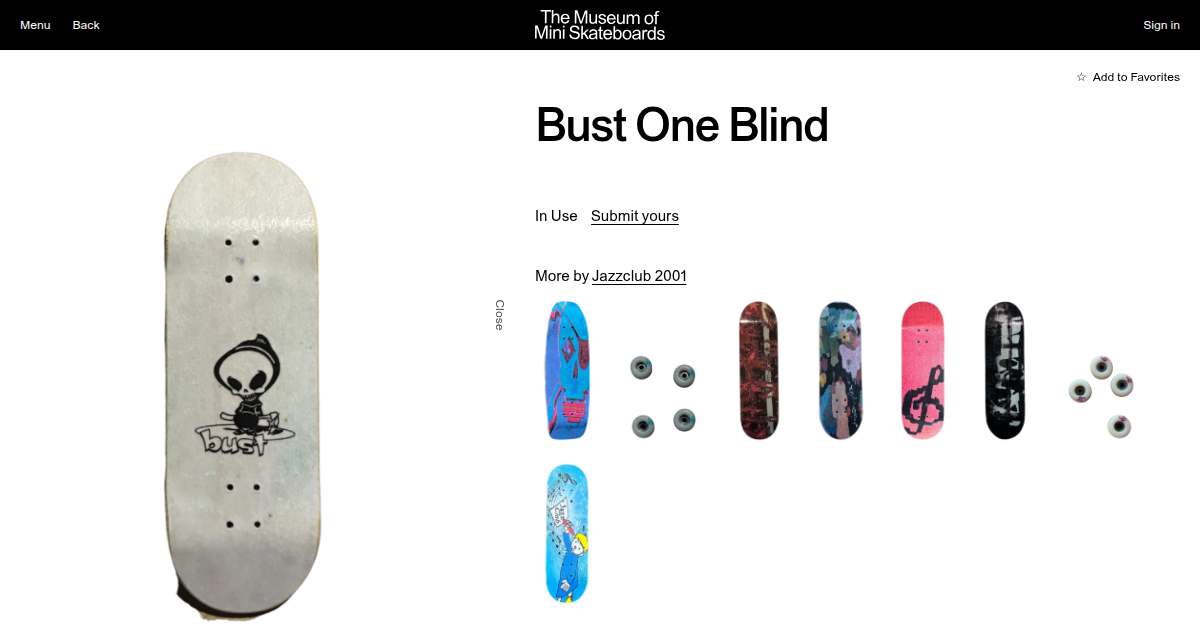 Menu
Back
The Museum of
Mini Skateboards
Sign in
☆ Add to Favorites
Bust One Blind
In Use Submit yours
More by Jazzclub 2001
Close
bust